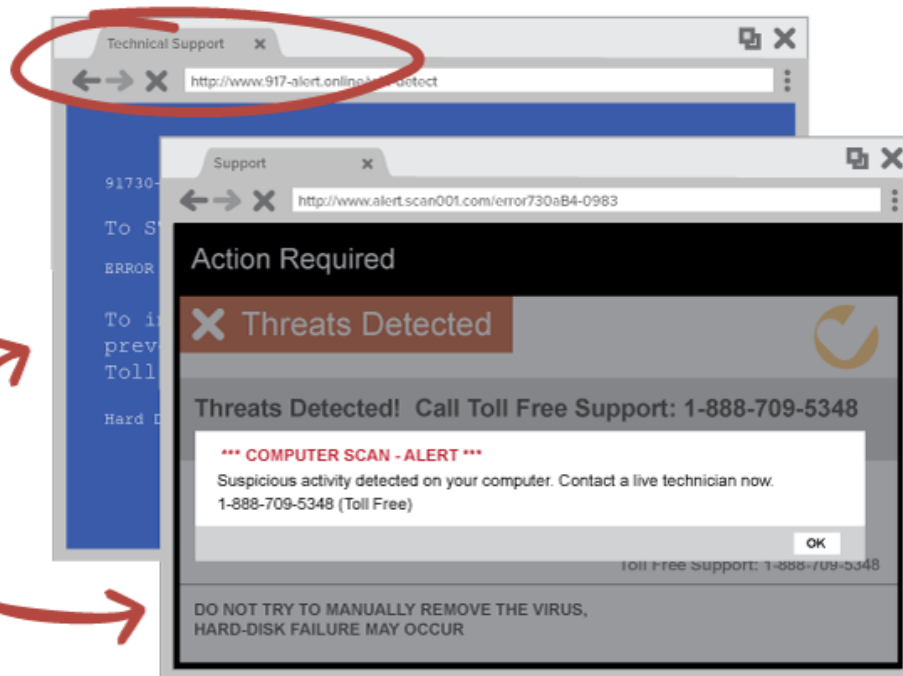 Technical Support
http://www.917-alert.online
detect
91730-
To
ERROR
To
Toll
Hard
Support
http://www.alert.scan001.com/error730aB4-0983
Action Required
Threats Detected
Threats Detected! Call Toll Free Support: 1-888-709-5348
*** COMPUTER SCAN - ALERT ***
Suspicious activity detected on your computer. Contact a live technician now.
1-888-709-5348 (Toll Free)
OK
Toll Free Support: 1-888-709-5348
DO NOT TRY TO MANUALLY REMOVE THE VIRUS,
HARD-DISK FAILURE MAY OCCUR